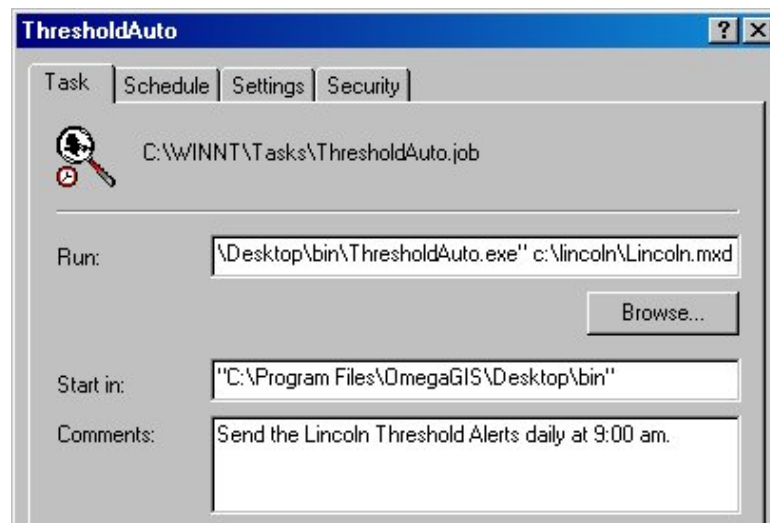 ThresholdAuto
Task Schedule Settings Security
C:\WINNT\Tasks\ThresholdAuto.job
Run: \Desktop\bin\ThresholdAuto.exe" c:\lincoln\Lincoln.mxd
Browse...
Start in: "C:\Program Files\OmegaGIS\Desktop\bin"
Comments: Send the Lincoln Threshold Alerts daily at 9:00 am.